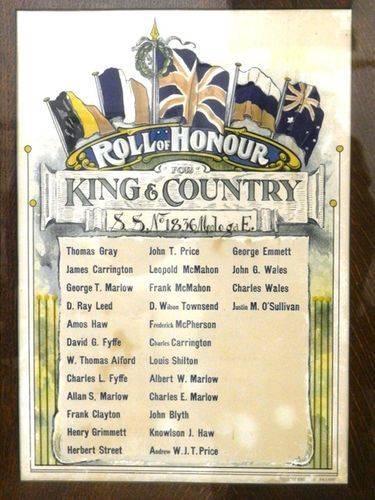 ROLL OF HONOUR
FOR
KING & COUNTRY
S. S. No 1836
Thomas Gray John T. Price George Emmett
James Carrington Leopold McMahon John G. Wales
George T. Marlow Frank McMahon Charles Wales
D. Ray Leed D. Wilson Townsend Justin M. O'Sullivan
Amos Haw Frederick McPherson
David G. Fyffe Charles Carrington
W. Thomas Alford Louis Shilton
Charles L. Fyffe Albert W. Marlow
Allan S, Marlow Charles E. Marlow
Frank Clayton John Blyth
Henry Grimmett Knowlson J. Haw
Herbert Street Andrew W.J.T. Price